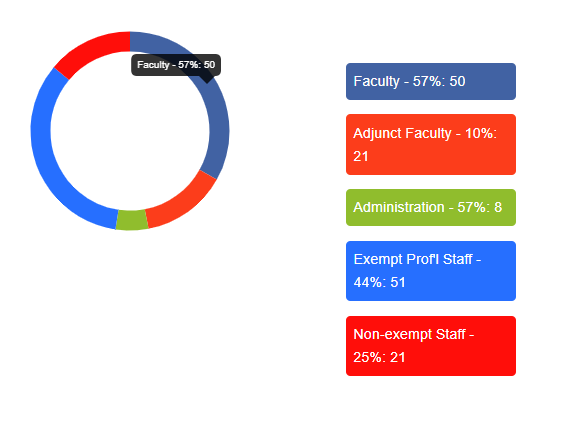 Faculty - 57%: 50
Faculty - 57%: 50
Adjunct Faculty - 10%:
21
Administration - 57%: 8
Exempt Prof'l Staff -
44%: 51
Non-exempt Staff -
25%: 21